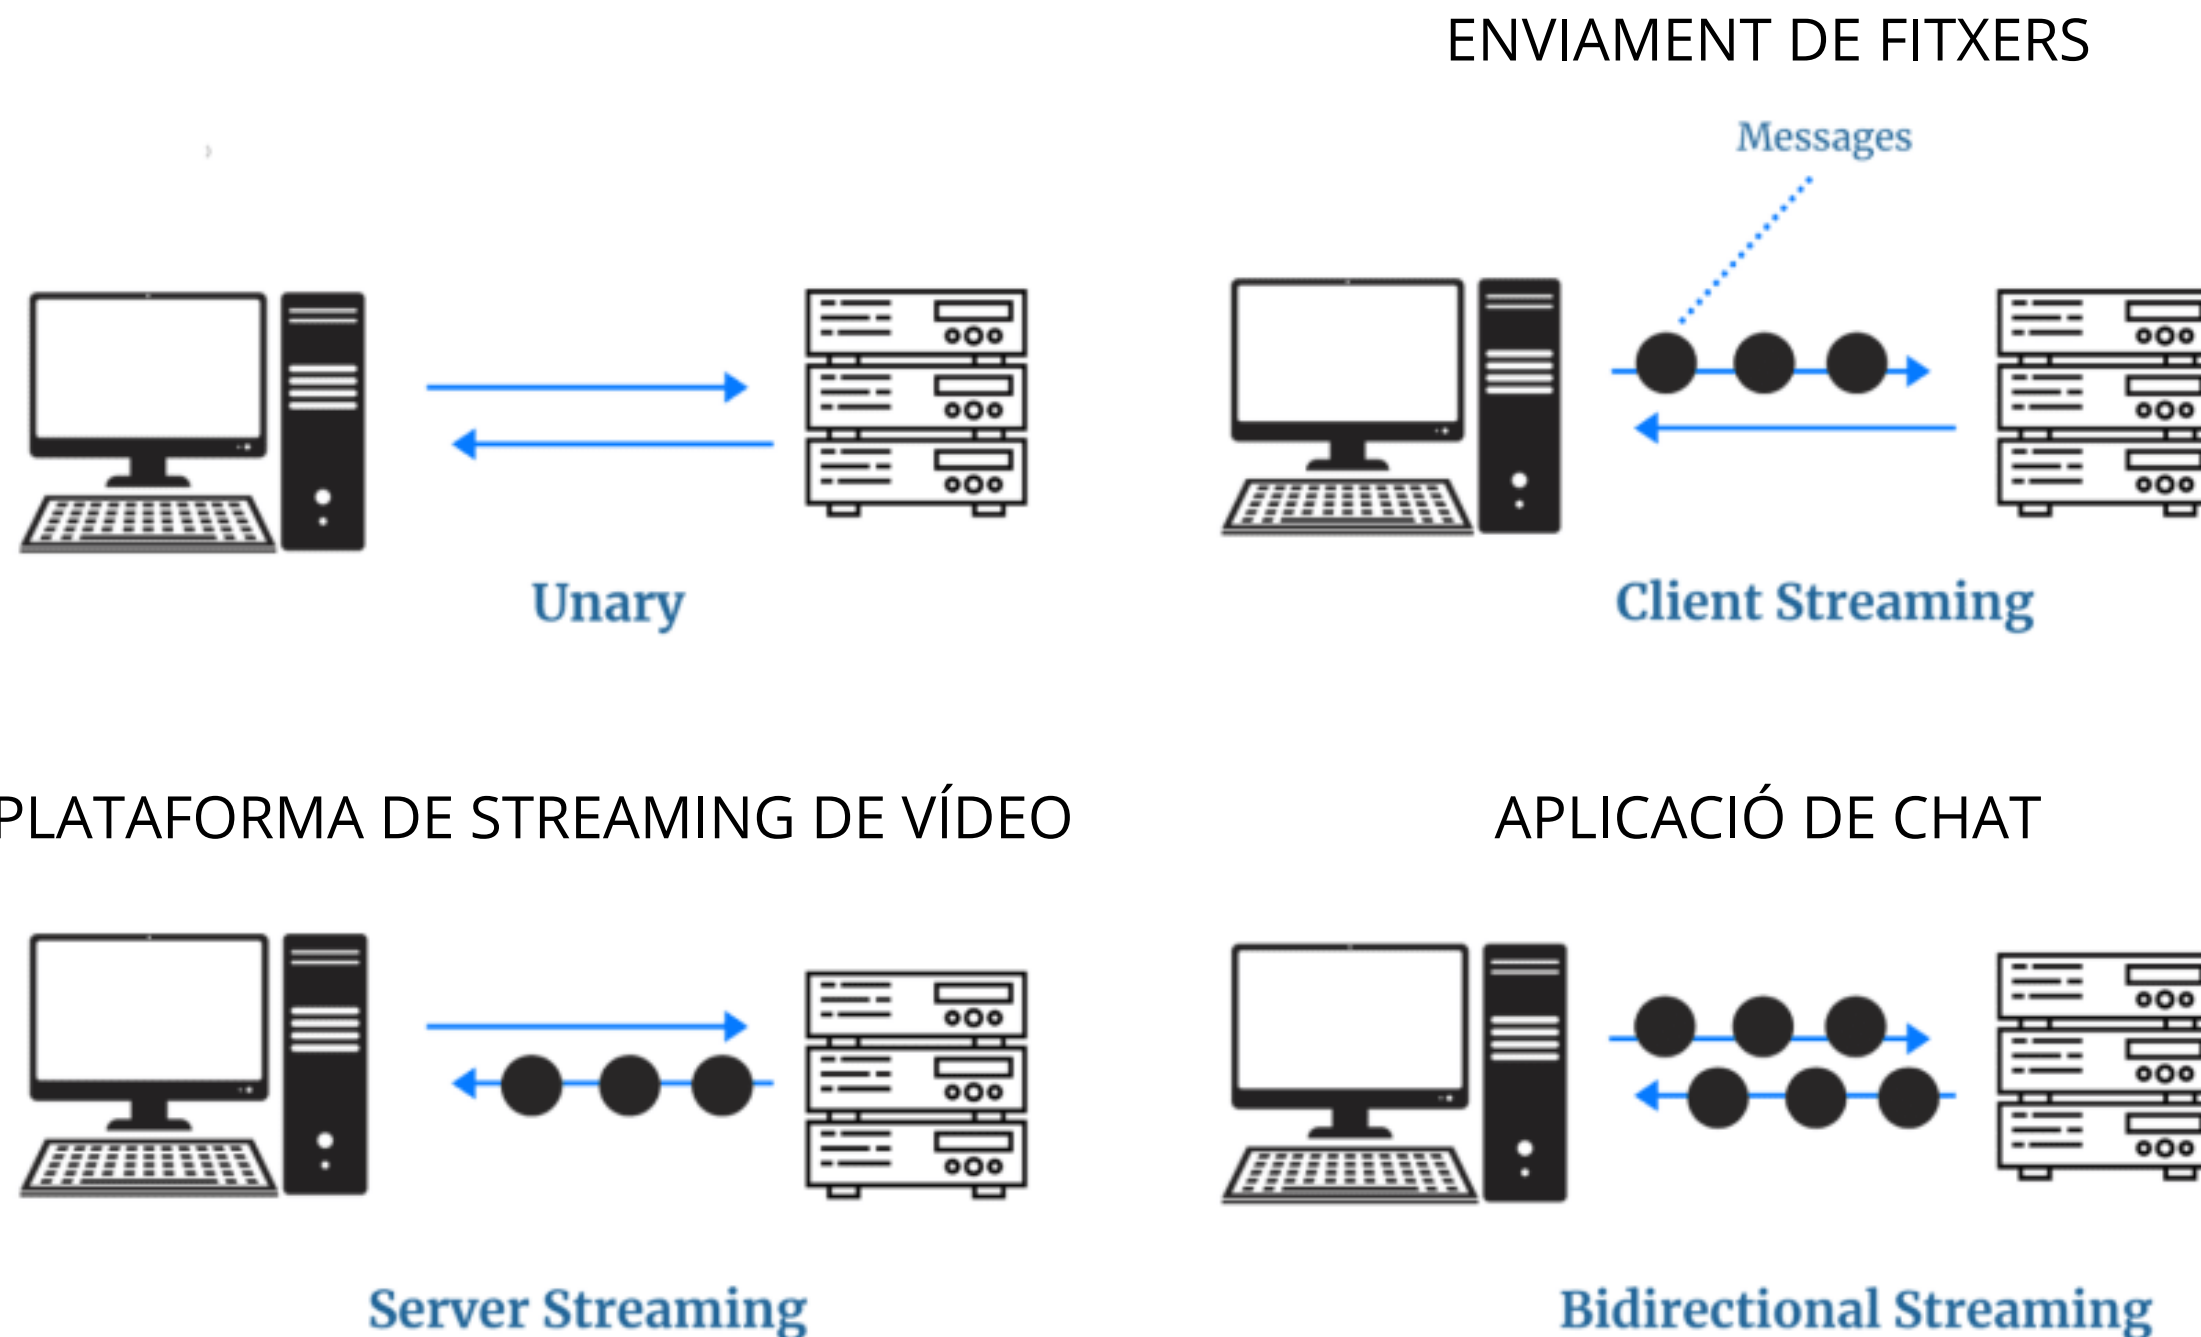 ENVIAMENT DE FITXERS
Messages
Unary
Client Streaming
PLATAFORMA DE STREAMING DE VÍDEO
APLICACIÓ DE CHAT
Server Streaming
Bidirectional Streaming